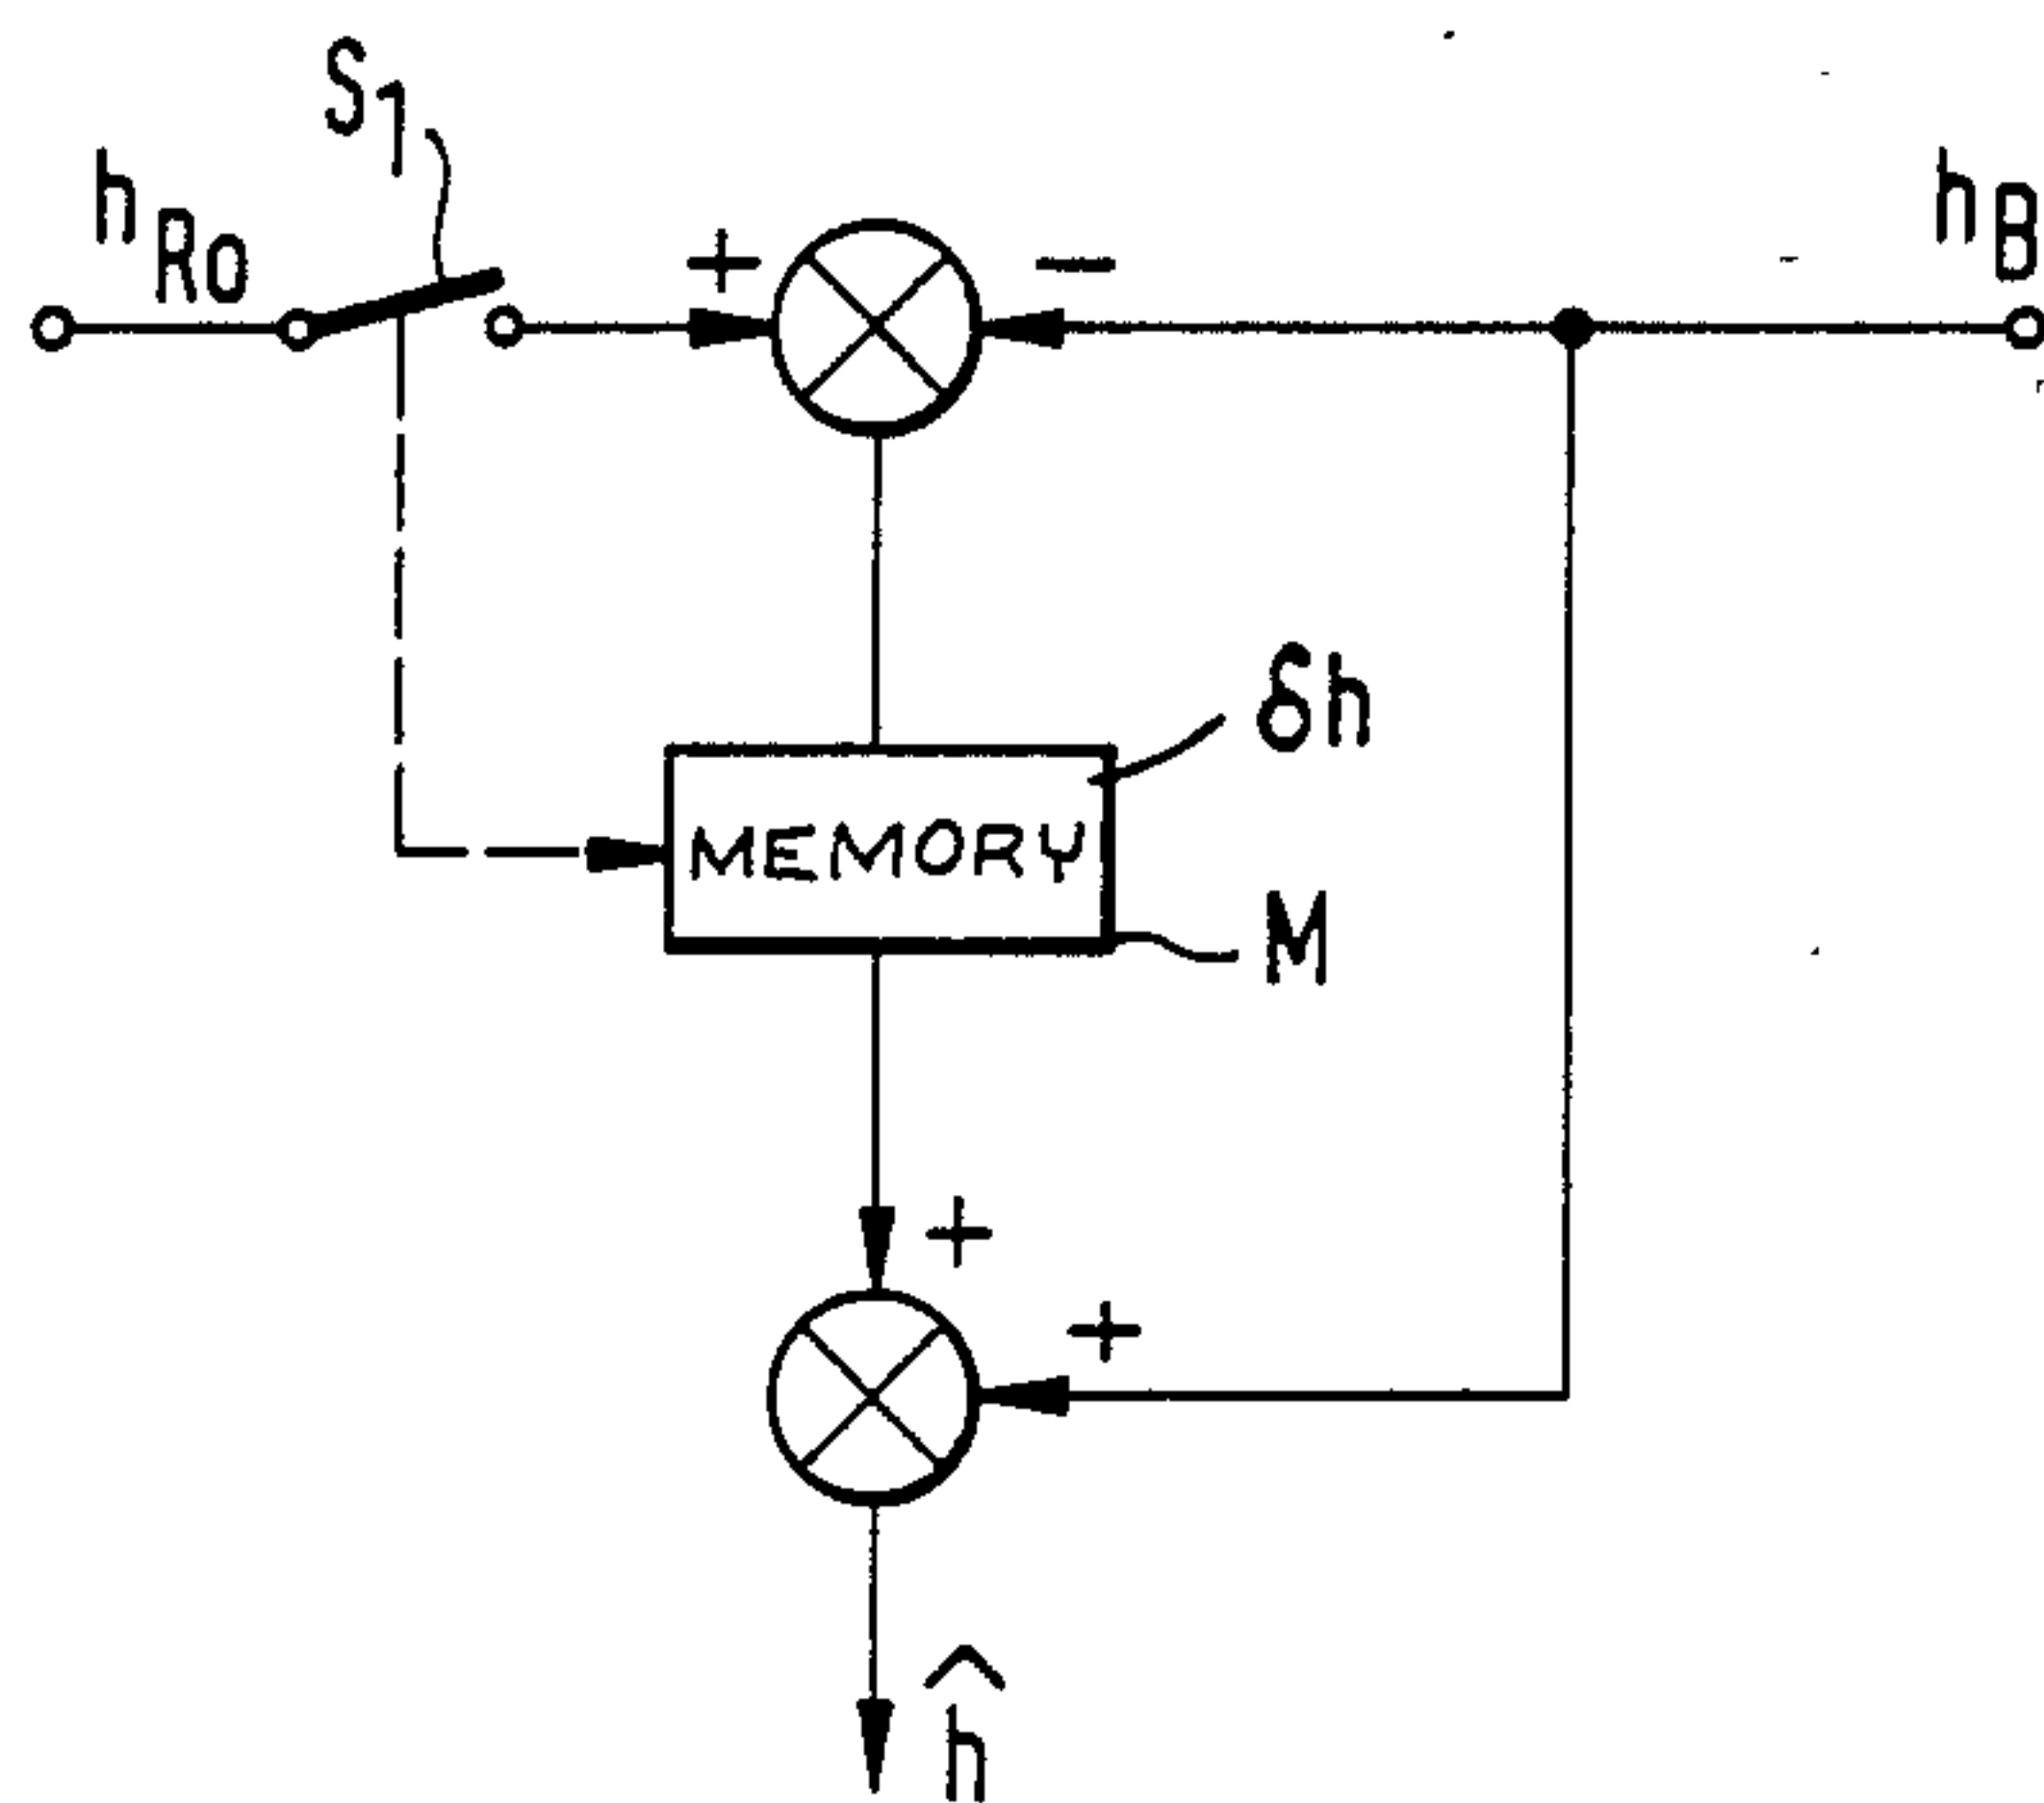 S1
hRo
hB
+
−
δh
MEMORY
M
+
+
ĥ